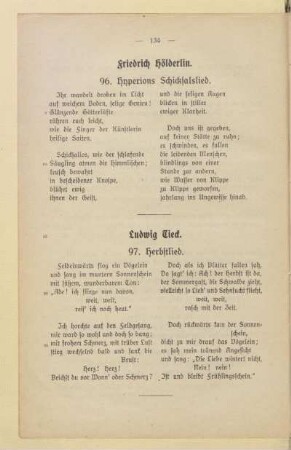 — 136 —
Friedrich Hölderlin.
96. Hyperions Schicksalslied.
Ihr wandelt droben im Licht
auf weichem Boden, selige Genien!
Glänzende Götterlüfte
rühren euch leicht,
wie die Finger der Künstlerin
heilige Saiten.
Schicksallos, wie der schlafende
Säugling atmen die Himmlischen;
keusch bewahrt
in bescheidener Knospe,
blühet ewig
ihnen der Geist,
und die seligen Augen
blicken in stiller
ewiger Klarheit.
Doch uns ist gegeben,
auf keiner Stätte zu ruhn;
es schwinden, es fallen
die leidenden Menschen,
blindlings von einer
Stunde zur andern,
wie Wasser von Klippe
zu Klippe geworfen,
jahrlang ins Ungewisse hinab.
Ludwig Tieck.
97. Herbstlied.
Feldeinwärts flog ein Vögelein
und sang im muntern Sonnenschein
mit süßem, wunderbarem Ton:
„Ade! ich fliege nun davon,
weit, weit,
reis' ich noch heut.“
Ich horchte auf den Feldgesang,
mir ward so wohl und doch so bang;
mit frohem Schmerz, mit trüber Lust
stieg wechselnd bald und sank die
Brust:
Herz! Herz!
Brichst du vor Wonn' oder Schmerz?
Doch als ich Blätter fallen sah,
Da sagt' ich: Ach! der Herbst ist da,
der Sommergast, die Schwalbe zieht,
vielleicht so Lieb' und Sehnsucht flieht,
weit, weit,
rasch mit der Zeit.
Doch rückwärts kam der Sonnen-
schein,
dicht zu mir drauf das Vögelein;
es sah mein tränend Angesicht
und sang: „Die Liebe wintert nicht,
Nein! nein!
Ist und bleibt Frühlingsschein.“